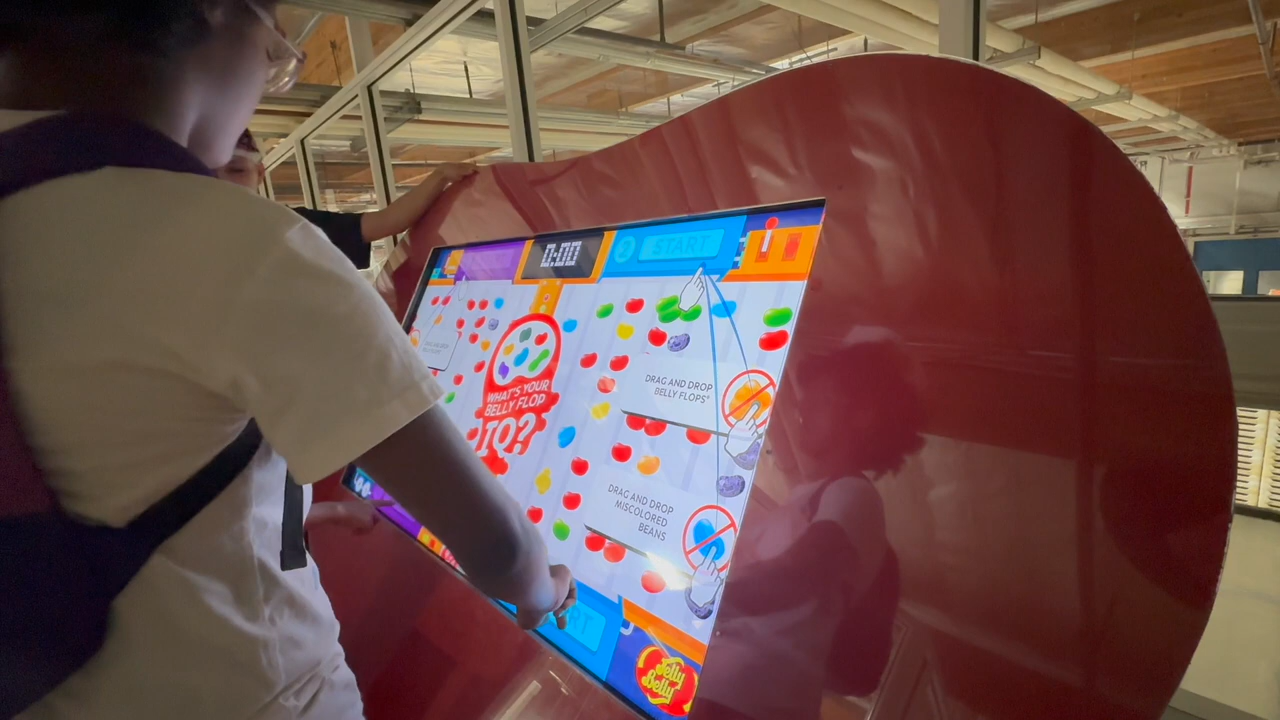 0:00
START
WHAT'S YOUR
BELLY FLOP
IQ?
DRAG AND DROP
BELLY FLOPS®
DRAG AND DROP
MISCOLORED
BEANS
Jelly
Belly